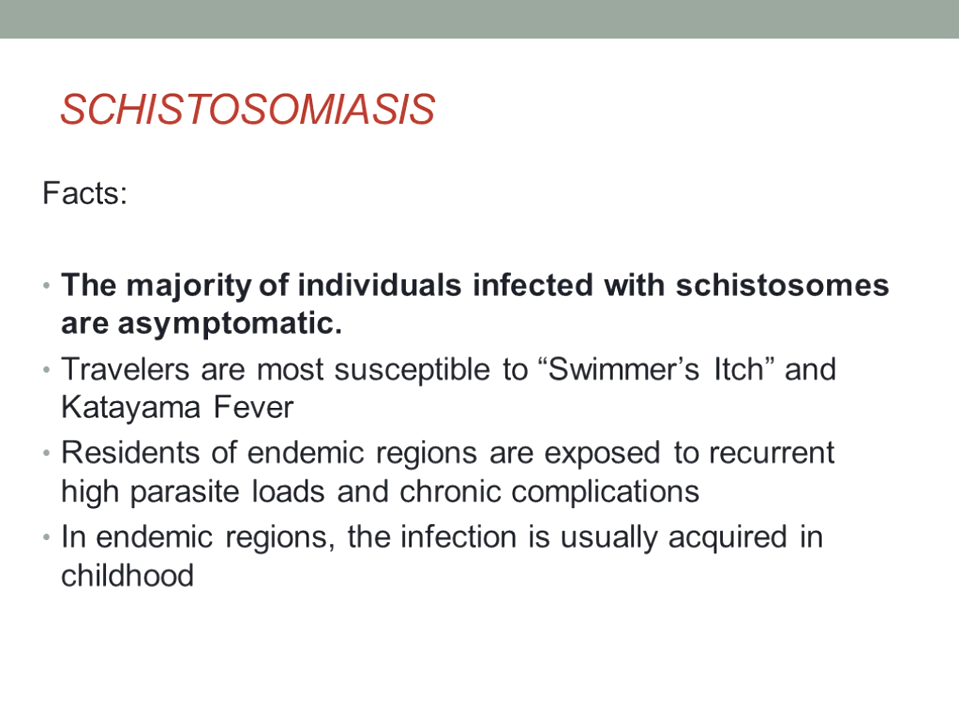 SCHISTOSOMIASIS
Facts:
• The majority of individuals infected with schistosomes
are asymptomatic.
• Travelers are most susceptible to “Swimmer’s Itch” and
Katayama Fever
• Residents of endemic regions are exposed to recurrent
high parasite loads and chronic complications
• In endemic regions, the infection is usually acquired in
childhood